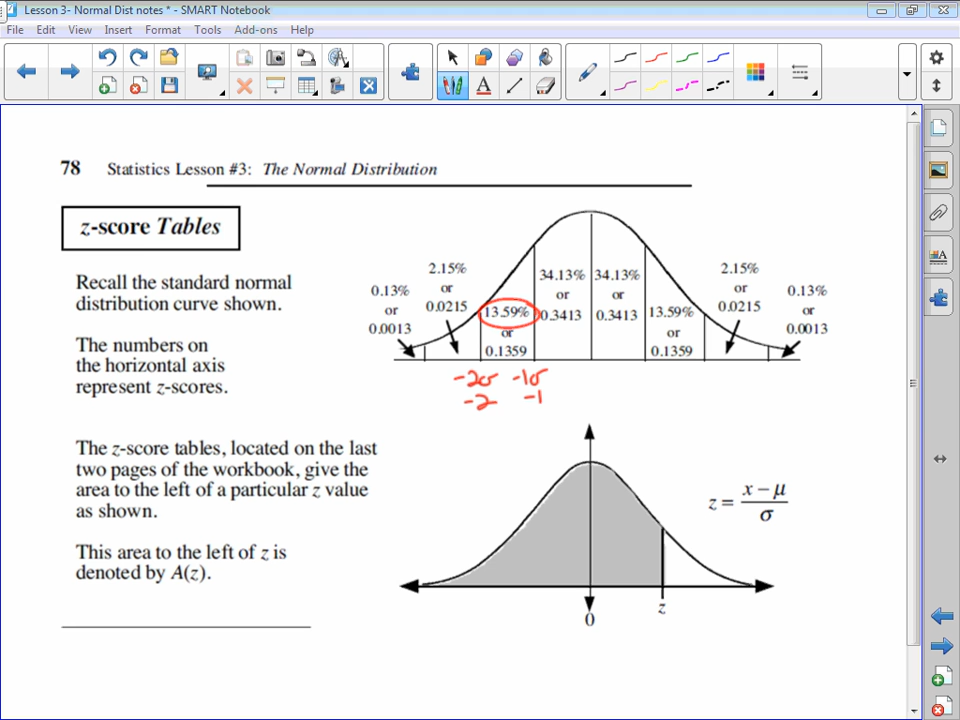 Lesson 3- Normal Dist notes * - SMART Notebook
File Edit View Insert Format Tools Add-ons Help
78 Statistics Lesson #3: The Normal Distribution
z-score Tables
Recall the standard normal
distribution curve shown.
The numbers on
the horizontal axis
represent z-scores.
0.13%
or
0.0013
2.15%
or
0.0215
13.59%
or
0.1359
34.13%
or
0.3413
34.13%
or
0.3413
13.59%
or
0.1359
2.15%
or
0.0215
0.13%
or
0.0013
-2σ -1σ
-2 -1
The z-score tables, located on the last
two pages of the workbook, give the
area to the left of a particular z value
as shown.
This area to the left of z is
denoted by A(z).
z = x – μ
σ
0
z